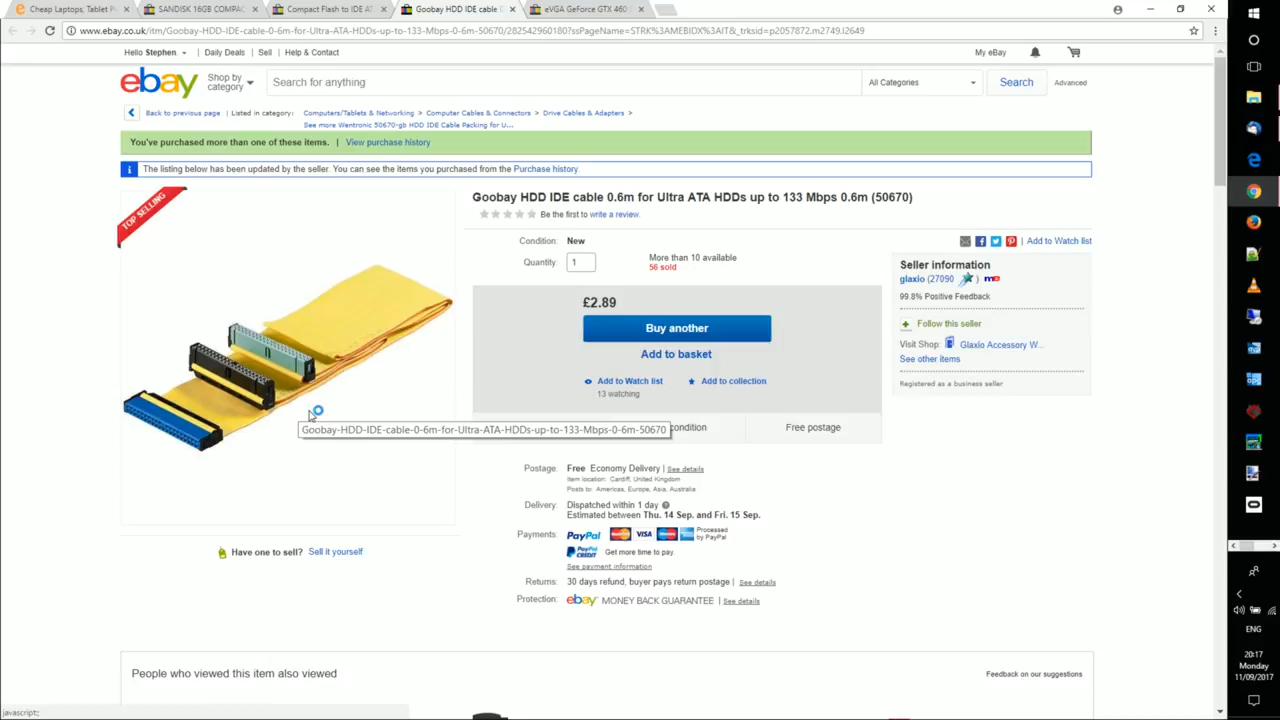 Cheap Laptops, Tablet P
SANDISK 16GB COMPAC
Compact Flash to IDE AT
Goobay HDD IDE cable 0
eVGA GeForce GTX 460 E
www.ebay.co.uk/itm/Goobay-HDD-IDE-cable-0-6m-for-Ultra-ATA-HDDs-up-to-133-Mbps-0-6m-50670/282542960180?ssPageName=STRK%3AMEBIDX%3AIT&_trksid=p2057872.m2749.l2649
Hello Stephen.
Daily Deals
Sell
Help & Contact
My eBay
ebay
Shop by
category
Search for anything
All Categories
Search
Advanced
Back to previous page | Listed in category:
Computers/Tablets & Networking > Computer Cables & Connectors > Drive Cables & Adapters >
See more Wentronic 50670-gb HDD IDE Cable Packing for U...
You've purchased more than one of these items. | View purchase history
i The listing below has been updated by the seller. You can see the items you purchased from the Purchase history.
TOP SELLING
Goobay HDD IDE cable 0.6m for Ultra ATA HDDs up to 133 Mbps 0.6m (50670)
Be the first to write a review.
Condition: New
Quantity: 1
More than 10 available
56 sold
£2.89
Buy another
Add to basket
Add to Watch list
13 watching
Add to collection
condition
Free postage
Goobay-HDD-IDE-cable-0-6m-for-Ultra-ATA-HDDs-up-to-133-Mbps-0-6m-50670
| Add to Watch list
Seller information
glaxio (27090 ) me
99.8% Positive Feedback
+ Follow this seller
Visit Shop: Glaxio Accessory W...
See other items
Registered as a business seller
Postage: Free Economy Delivery | See details
Item location: Cardiff, United Kingdom
Posts to: Americas, Europe, Asia, Australia
Delivery: Dispatched within 1 day
Estimated between Thu. 14 Sep. and Fri. 15 Sep.
Payments: PayPal VISA Processed
by PayPal
PayPal CREDIT Get more time to pay.
See payment information
Returns: 30 days refund, buyer pays return postage | See details
Protection: ebay MONEY BACK GUARANTEE | See details
Have one to sell? Sell it yourself
People who viewed this item also viewed
Feedback on our suggestions
javascript:
ENG
20:17
Monday
11/09/2017